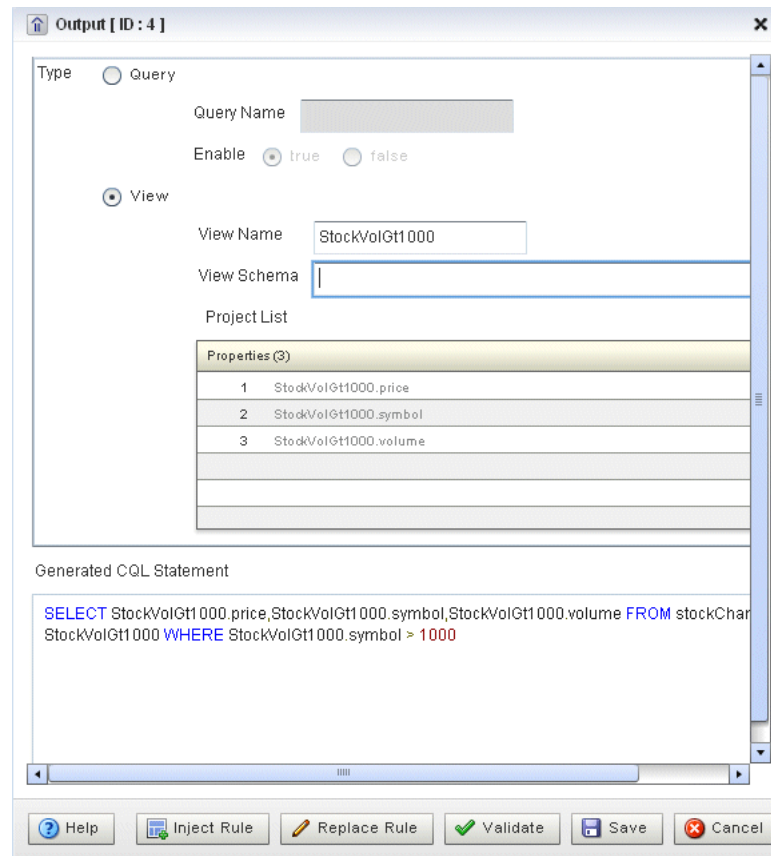 Output [ ID : 4 ]
Type Query
Query Name
Enable true false
View
View Name StockVolGt1000
View Schema
Project List
Properties (3)
1 StockVolGt1000.price
2 StockVolGt1000.symbol
3 StockVolGt1000.volume
Generated CQL Statement
SELECT StockVolGt1000.price,StockVolGt1000.symbol,StockVolGt1000.volume FROM stockChar
StockVolGt1000 WHERE StockVolGt1000.symbol > 1000
Help Inject Rule Replace Rule Validate Save Cancel